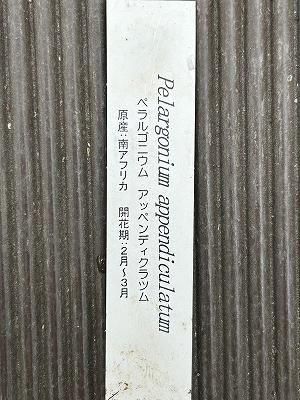 Pelargonium appendiculatum
ペラルゴニウム アッペンディクラツム
原産:南アフリカ 開花期:2月～3月